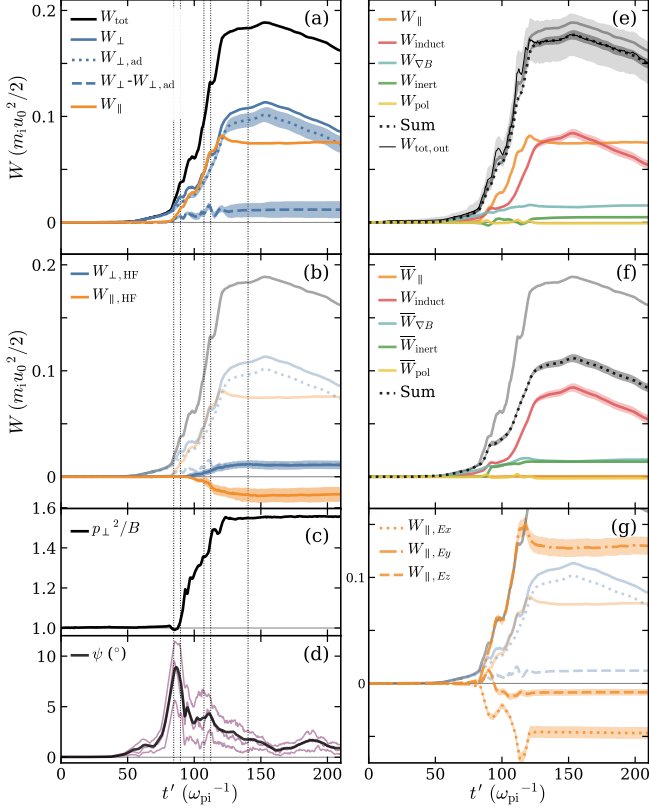 (a)
W_tot
W_⊥
W_⊥,ad
W_⊥-W_⊥,ad
W_∥
W (m_i u_0^2/2)
0.2
0.1
0
(b)
W_⊥,HF
W_∥,HF
W (m_i u_0^2/2)
0.2
0.1
0
(c)
p_⊥^2/B
1.6
1.4
1.2
1.0
(d)
ψ (°)
10
5
0
0 50 100 150 200
t′ (ω_pi^−1)
(e)
W_∥
W_induct
W_∇B
W_inert
W_pol
Sum
W_tot,out
(f)
W̅_∥
W_induct
W̅_∇B
W̅_inert
W̅_pol
Sum
(g)
W_∥,Ex
W_∥,Ey
W_∥,Ez
0.1
0
0 50 100 150 200
t′ (ω_pi^−1)